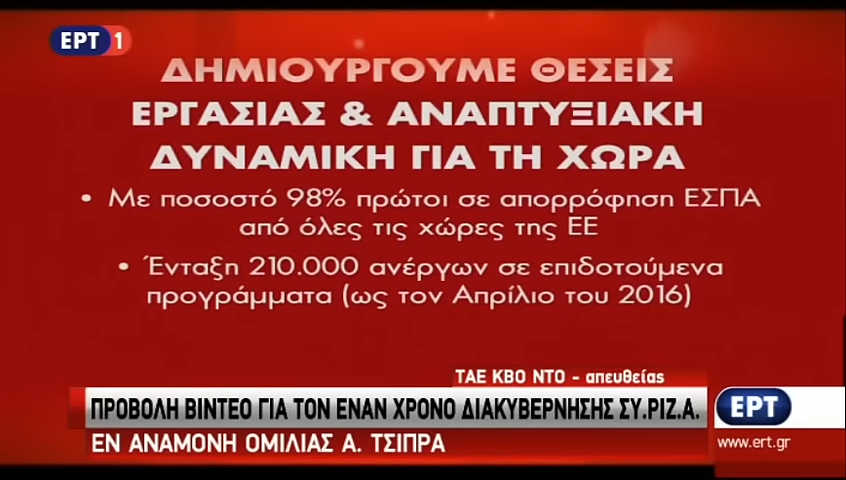 ΕΡΤ 1
ΔΗΜΙΟΥΡΓΟΥΜΕ ΘΕΣΕΙΣ
ΕΡΓΑΣΙΑΣ & ΑΝΑΠΤΥΞΙΑΚΗ
ΔΥΝΑΜΙΚΗ ΓΙΑ ΤΗ ΧΩΡΑ
• Με ποσοστό 98% πρώτοι σε απορρόφηση ΕΣΠΑ
από όλες τις χώρες της ΕΕ
• Ένταξη 210.000 ανέργων σε επιδοτούμενα
προγράμματα (ως τον Απρίλιο του 2016)
ΤΑΕ ΚΒΟ ΝΤΟ - απευθείας
ΠΡΟΒΟΛΗ ΒΙΝΤΕΟ ΓΙΑ ΤΟΝ ΕΝΑΝ ΧΡΟΝΟ ΔΙΑΚΥΒΕΡΝΗΣΗΣ ΣΥ.ΡΙΖ.Α.
ΕΝ ΑΝΑΜΟΝΗ ΟΜΙΛΙΑΣ Α. ΤΣΙΠΡΑ
ΕΡΤ
www.ert.gr